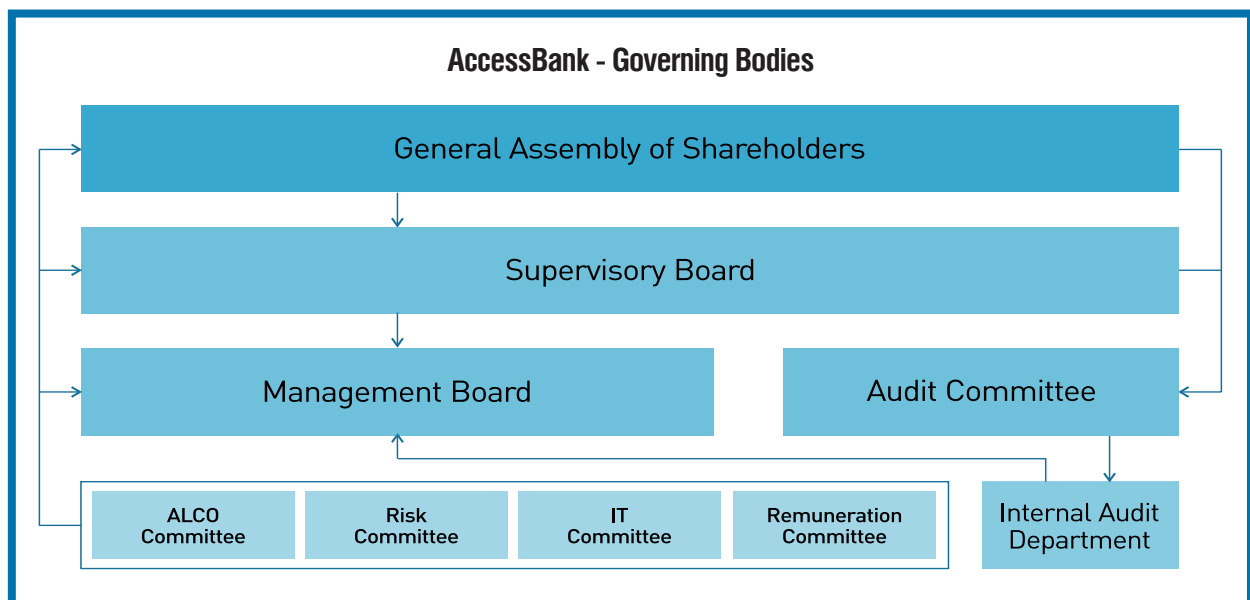 AccessBank - Governing Bodies
General Assembly of Shareholders
Supervisory Board
Management Board
Audit Committee
ALCO
Committee
Risk
Committee
IT
Committee
Remuneration
Committee
Internal Audit
Department